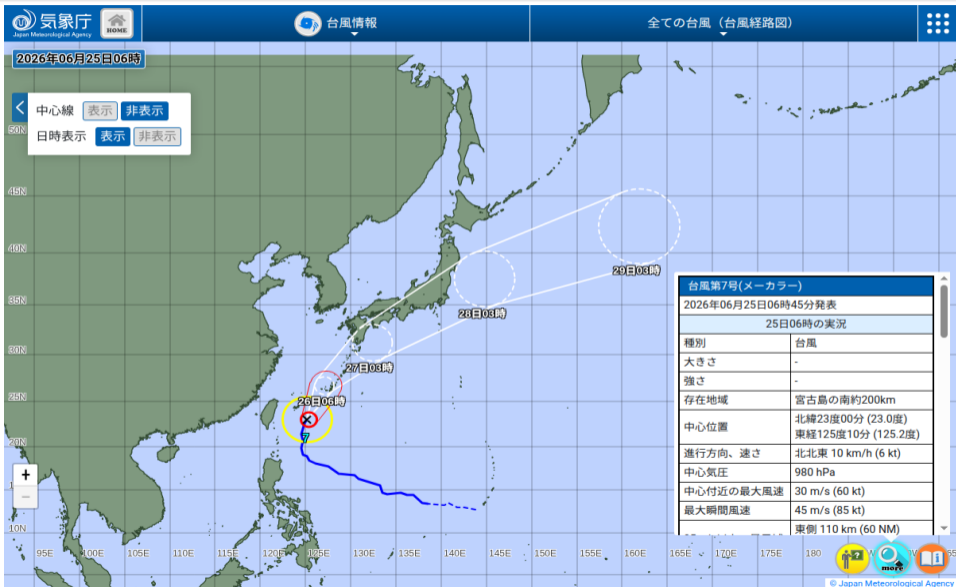 気象庁
Japan Meteorological Agency
HOME
台風情報
全ての台風（台風経路図）
2026年06月25日06時
中心線 表示 非表示
日時表示 表示 非表示
50N
45N
40N
35N
30N
25N
20N
10N
29日03時
28日03時
27日03時
26日06時
7
+
−
95E 100E 105E 110E 115E 120E 125E 130E 135E 140E 145E 150E 155E 160E 165E 170E 175E 180
台風第7号(メーカラー)
2026年06月25日06時45分発表
25日06時の実況
種別 台風
大きさ -
強さ -
存在地域 宮古島の南約200km
中心位置 北緯23度00分 (23.0度)
東経125度10分 (125.2度)
進行方向、速さ 北北東 10 km/h (6 kt)
中心気圧 980 hPa
中心付近の最大風速 30 m/s (60 kt)
最大瞬間風速 45 m/s (85 kt)
東側 110 km (60 NM)
more
© Japan Meteorological Agency